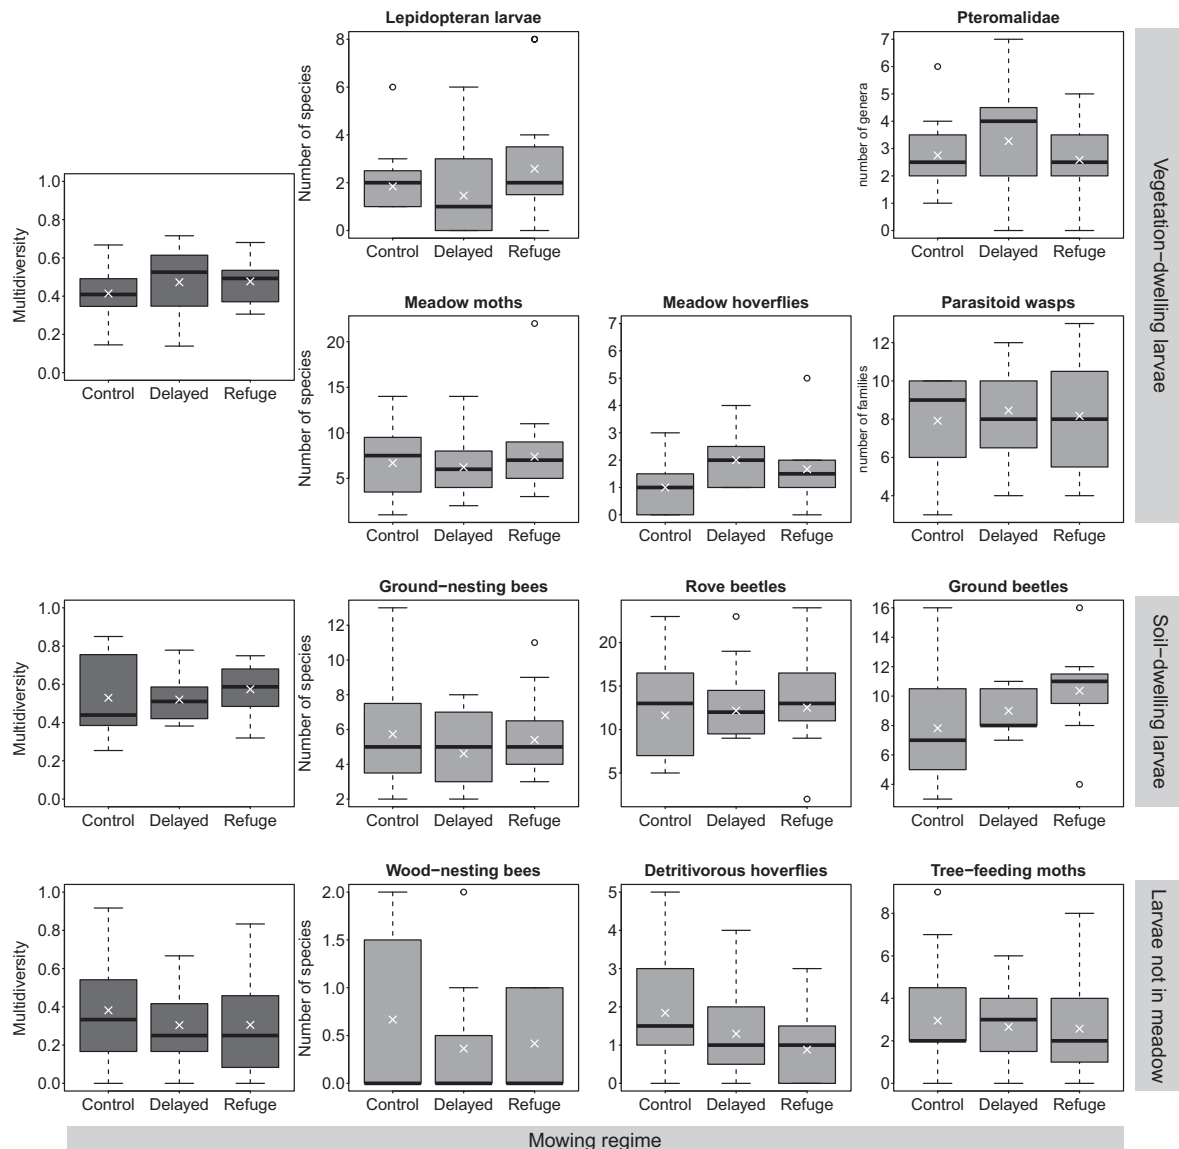 Lepidopteran larvae
Number of species
8
6
4
2
0
Control Delayed Refuge
Pteromalidae
number of genera
7
6
5
4
3
2
1
0
Control Delayed Refuge
Multidiversity
1.0
0.8
0.6
0.4
0.2
0.0
Control Delayed Refuge
Meadow moths
Number of species
20
15
10
5
Control Delayed Refuge
Meadow hoverflies
7
6
5
4
3
2
1
0
Control Delayed Refuge
Parasitoid wasps
number of families
12
10
8
6
4
Control Delayed Refuge
Vegetation−dwelling larvae
Multidiversity
1.0
0.8
0.6
0.4
0.2
0.0
Control Delayed Refuge
Ground−nesting bees
Number of species
12
10
8
6
4
2
Control Delayed Refuge
Rove beetles
20
15
10
5
Control Delayed Refuge
Ground beetles
16
14
12
10
8
6
4
Control Delayed Refuge
Soil−dwelling larvae
Multidiversity
1.0
0.8
0.6
0.4
0.2
0.0
Control Delayed Refuge
Wood−nesting bees
Number of species
2.0
1.5
1.0
0.5
0.0
Control Delayed Refuge
Detritivorous hoverflies
5
4
3
2
1
0
Control Delayed Refuge
Tree−feeding moths
8
6
4
2
0
Control Delayed Refuge
Larvae not in meadow
Mowing regime